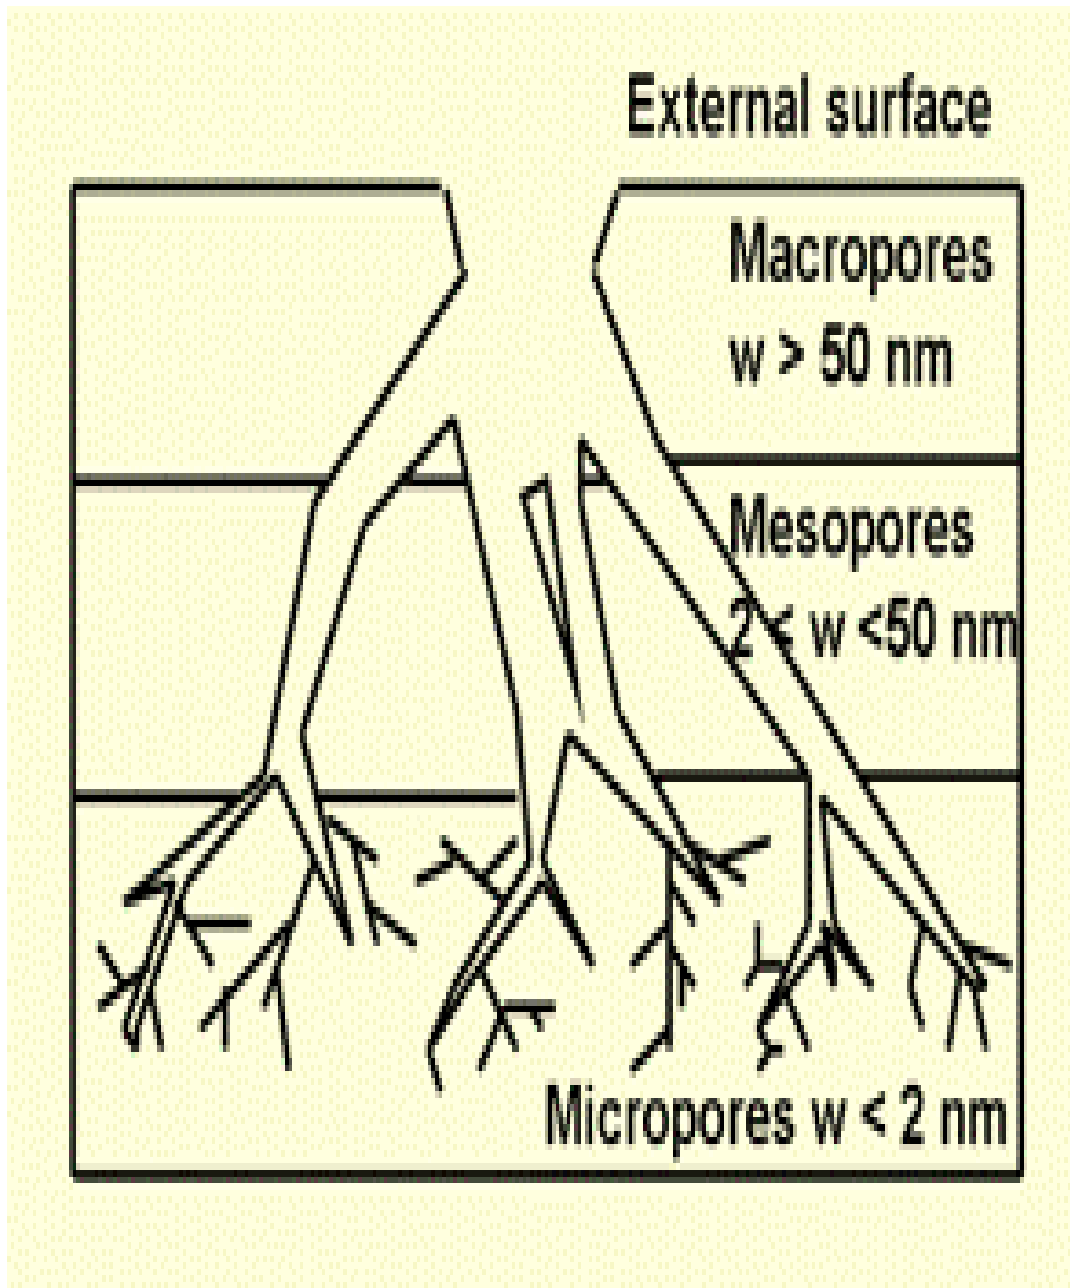 External surface
Macropores
w > 50 nm
Mesopores
2 < w <50 nm
Micropores w < 2 nm